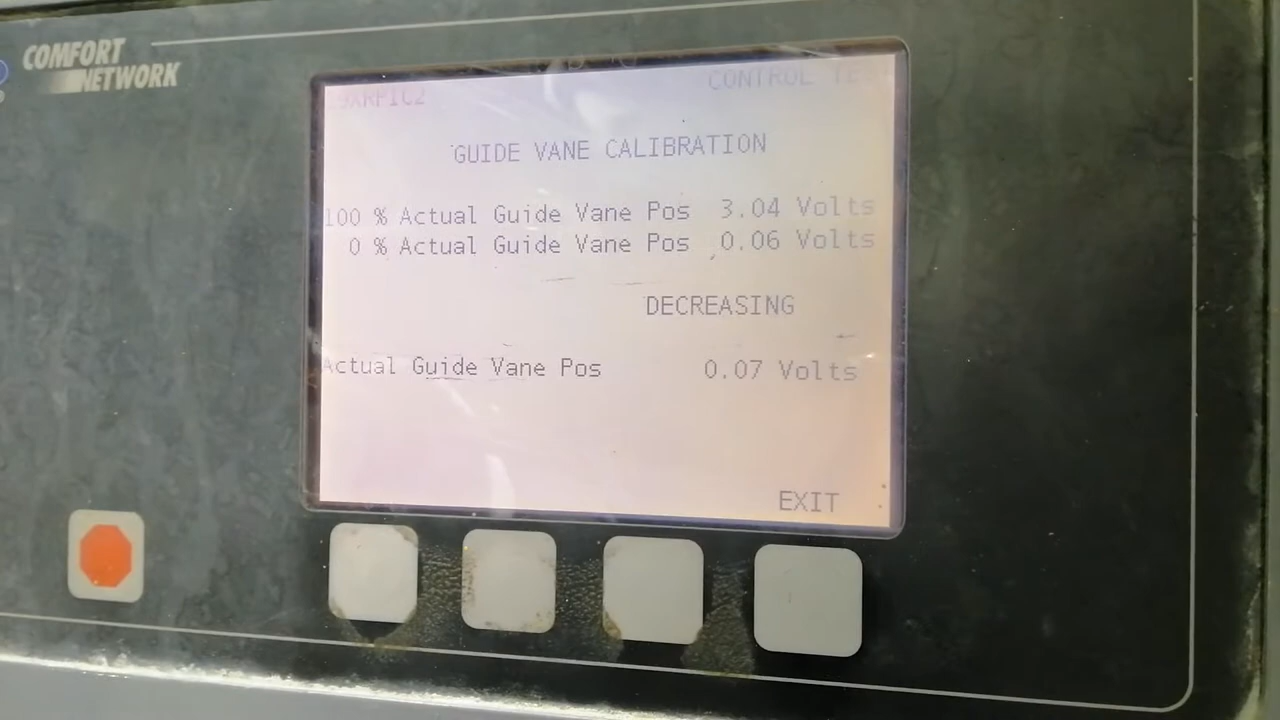 COMFORT
NETWORK
CONTROL TES
GUIDE VANE CALIBRATION
100 % Actual Guide Vane Pos 3.04 Volts
0 % Actual Guide Vane Pos 0.06 Volts
DECREASING
Actual Guide Vane Pos 0.07 Volts
EXIT